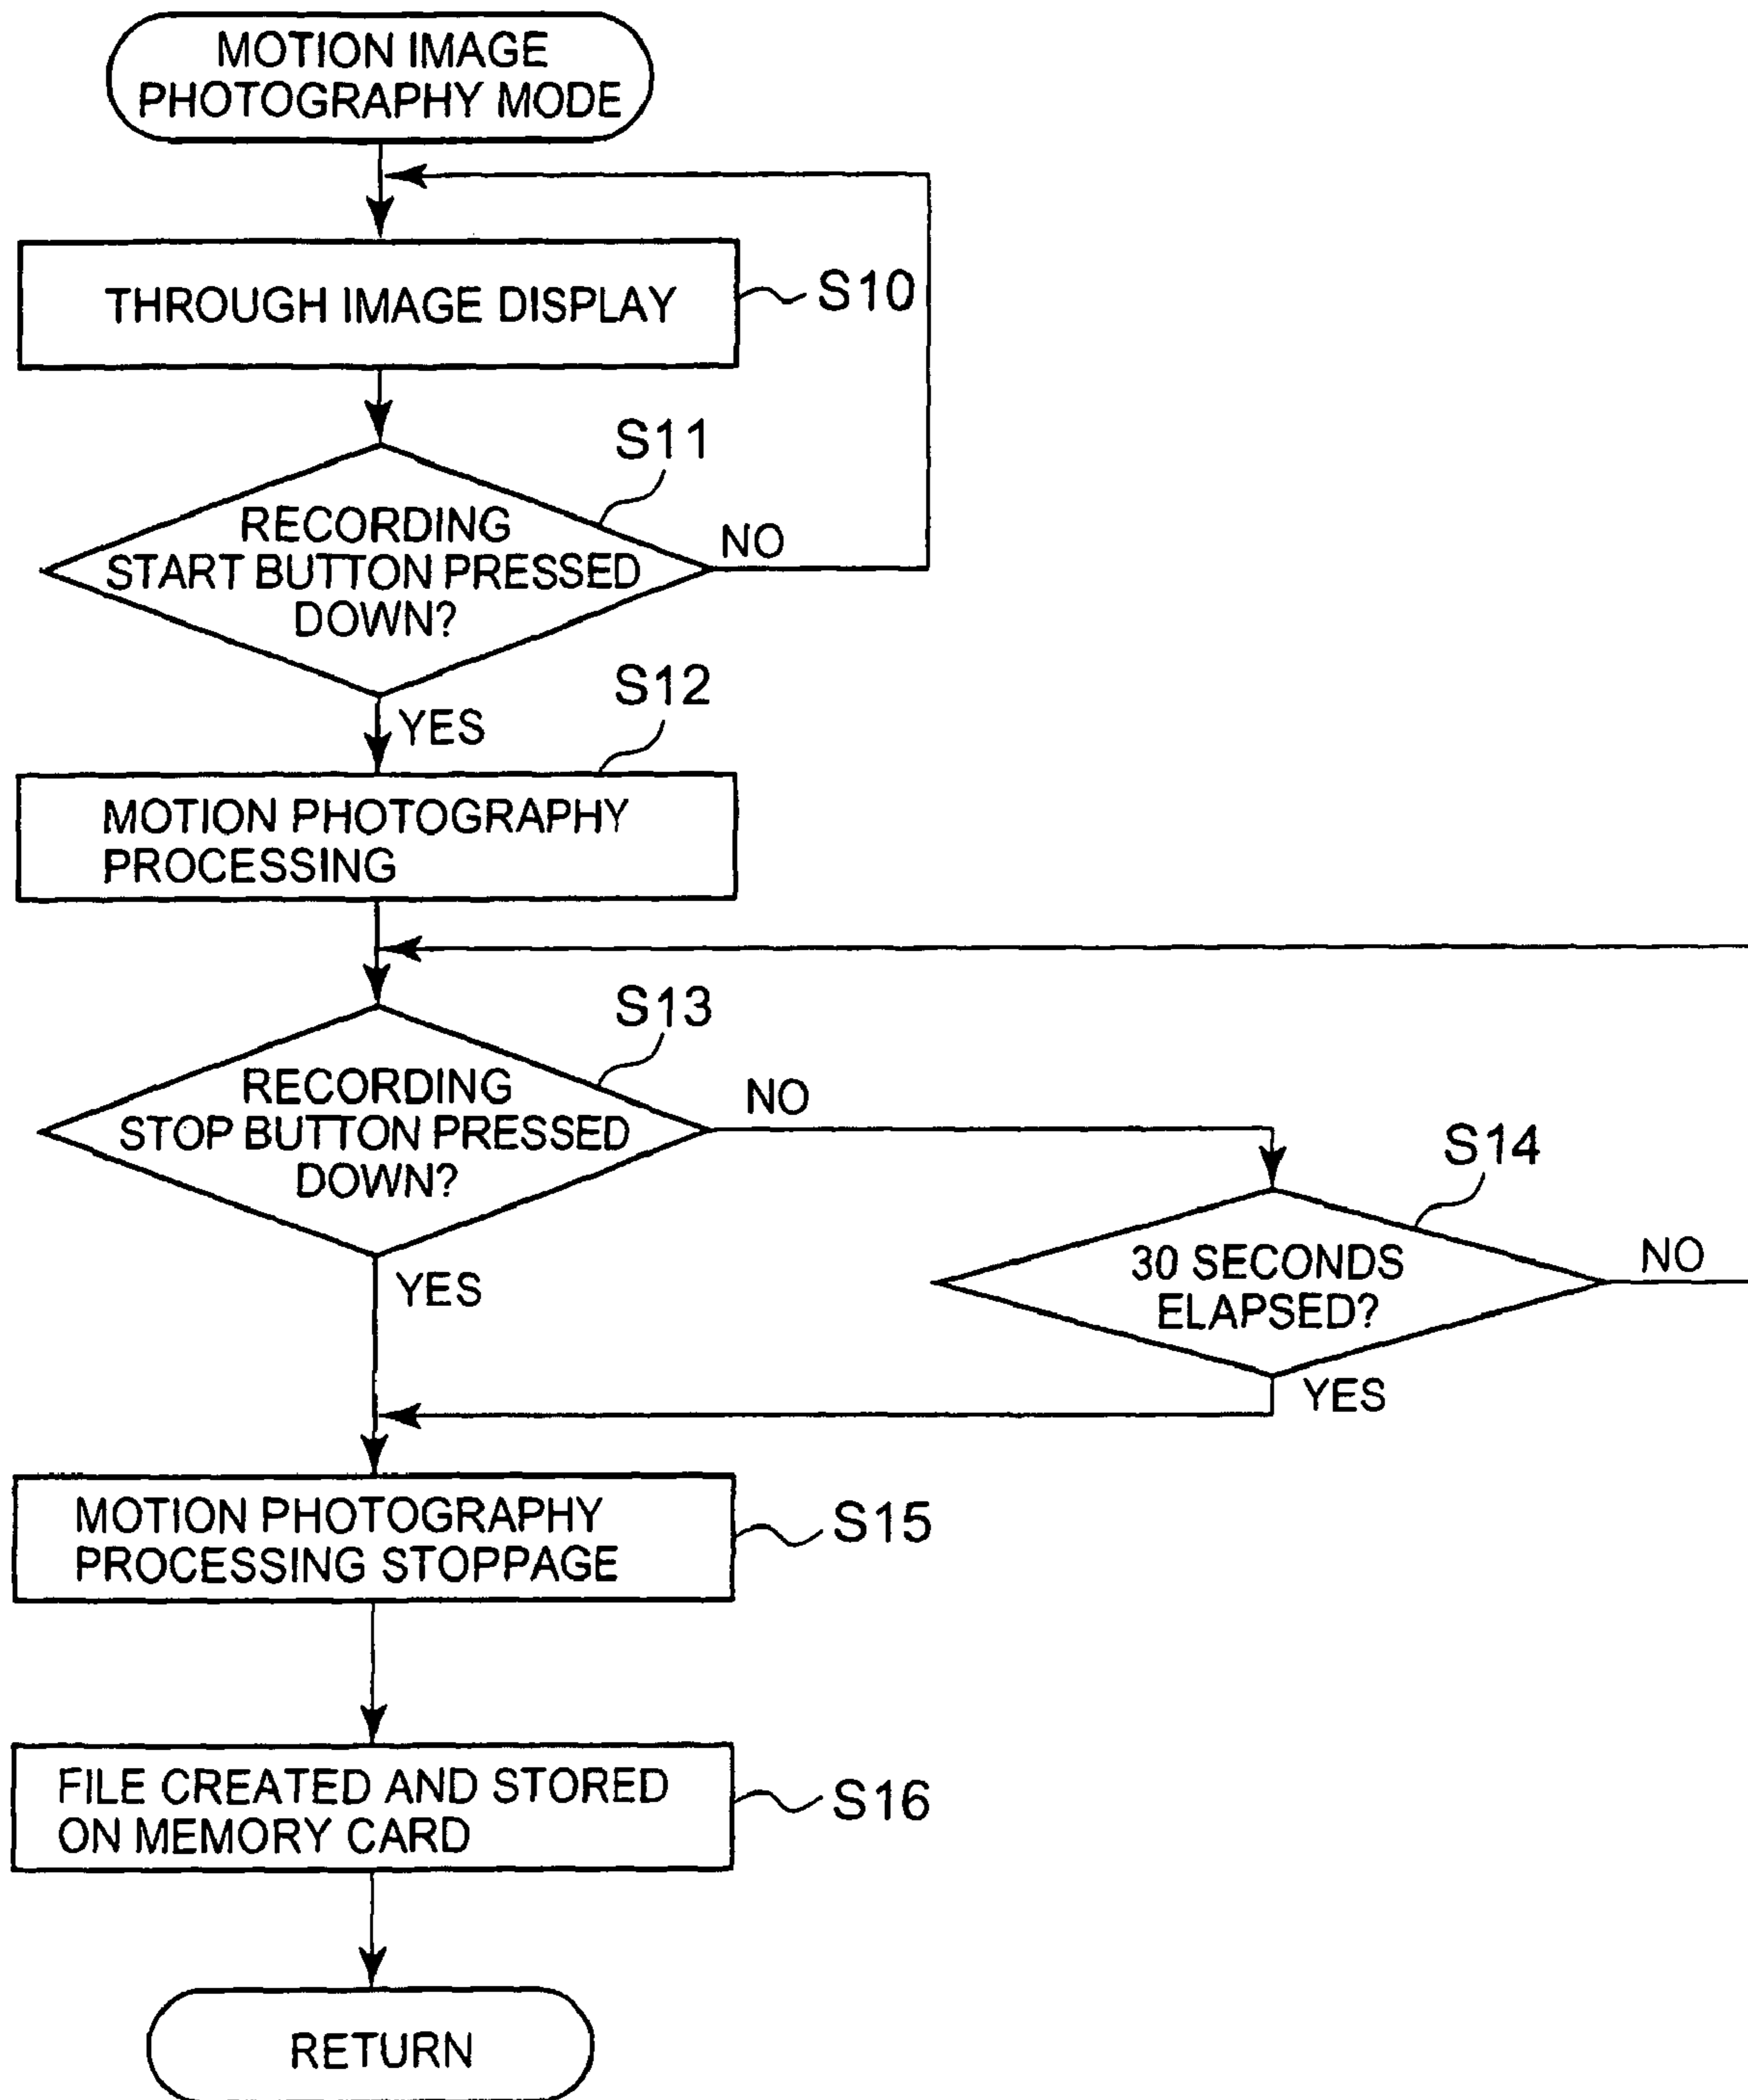 MOTION IMAGE
PHOTOGRAPHY MODE
THROUGH IMAGE DISPLAY
S10
S11
RECORDING
START BUTTON PRESSED
DOWN?
NO
YES
S12
MOTION PHOTOGRAPHY
PROCESSING
S13
RECORDING
STOP BUTTON PRESSED
DOWN?
NO
YES
S14
30 SECONDS
ELAPSED?
NO
YES
MOTION PHOTOGRAPHY
PROCESSING STOPPAGE
S15
FILE CREATED AND STORED
ON MEMORY CARD
S16
RETURN